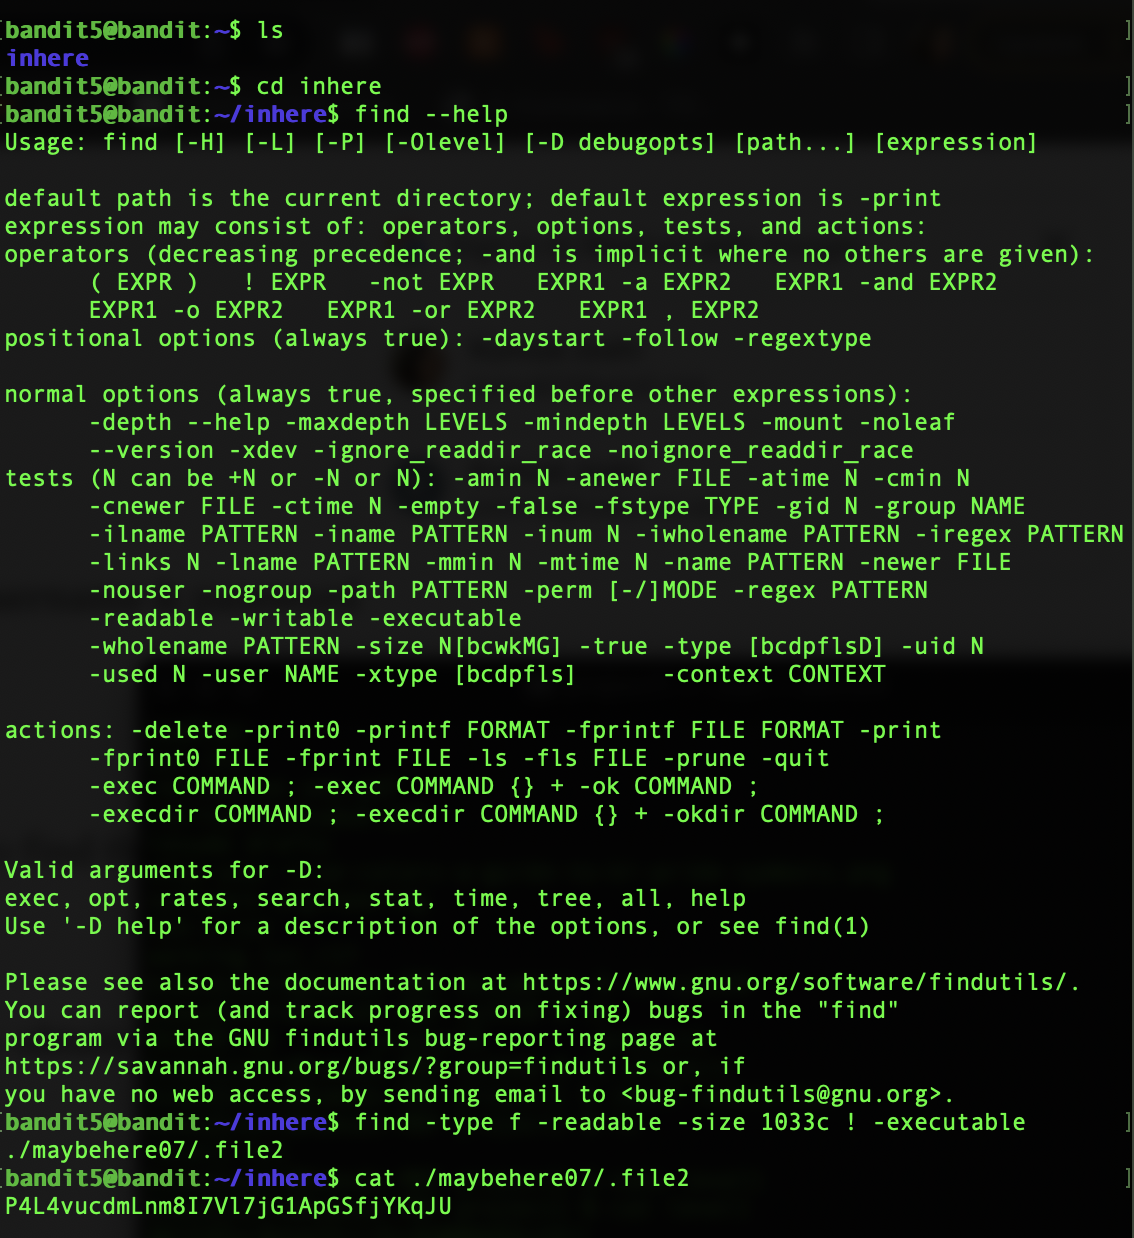 [bandit5@bandit:~$ ls ]
inhere
[bandit5@bandit:~$ cd inhere ]
[bandit5@bandit:~/inhere$ find --help ]
Usage: find [-H] [-L] [-P] [-Olevel] [-D debugopts] [path...] [expression]
default path is the current directory; default expression is -print
expression may consist of: operators, options, tests, and actions:
operators (decreasing precedence; -and is implicit where no others are given):
( EXPR )   ! EXPR   -not EXPR   EXPR1 -a EXPR2   EXPR1 -and EXPR2
EXPR1 -o EXPR2   EXPR1 -or EXPR2   EXPR1 , EXPR2
positional options (always true): -daystart -follow -regextype
normal options (always true, specified before other expressions):
-depth --help -maxdepth LEVELS -mindepth LEVELS -mount -noleaf
--version -xdev -ignore_readdir_race -noignore_readdir_race
tests (N can be +N or -N or N): -amin N -anewer FILE -atime N -cmin N
-cnewer FILE -ctime N -empty -false -fstype TYPE -gid N -group NAME
-ilname PATTERN -iname PATTERN -inum N -iwholename PATTERN -iregex PATTERN
-links N -lname PATTERN -mmin N -mtime N -name PATTERN -newer FILE
-nouser -nogroup -path PATTERN -perm [-/]MODE -regex PATTERN
-readable -writable -executable
-wholename PATTERN -size N[bcwkMG] -true -type [bcdpflsD] -uid N
-used N -user NAME -xtype [bcdpfls]      -context CONTEXT
actions: -delete -print0 -printf FORMAT -fprintf FILE FORMAT -print
-fprint0 FILE -fprint FILE -ls -fls FILE -prune -quit
-exec COMMAND ; -exec COMMAND {} + -ok COMMAND ;
-execdir COMMAND ; -execdir COMMAND {} + -okdir COMMAND ;
Valid arguments for -D:
exec, opt, rates, search, stat, time, tree, all, help
Use '-D help' for a description of the options, or see find(1)
Please see also the documentation at https://www.gnu.org/software/findutils/.
You can report (and track progress on fixing) bugs in the "find"
program via the GNU findutils bug-reporting page at
https://savannah.gnu.org/bugs/?group=findutils or, if
you have no web access, by sending email to <bug-findutils@gnu.org>.
[bandit5@bandit:~/inhere$ find -type f -readable -size 1033c ! -executable ]
./maybehere07/.file2
[bandit5@bandit:~/inhere$ cat ./maybehere07/.file2 ]
P4L4vucdmLnm8I7Vl7jG1ApGSfjYKqJU